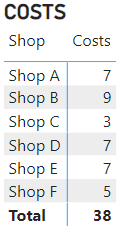 COSTS
Shop Costs
Shop A 7
Shop B 9
Shop C 3
Shop D 7
Shop E 7
Shop F 5
Total 38